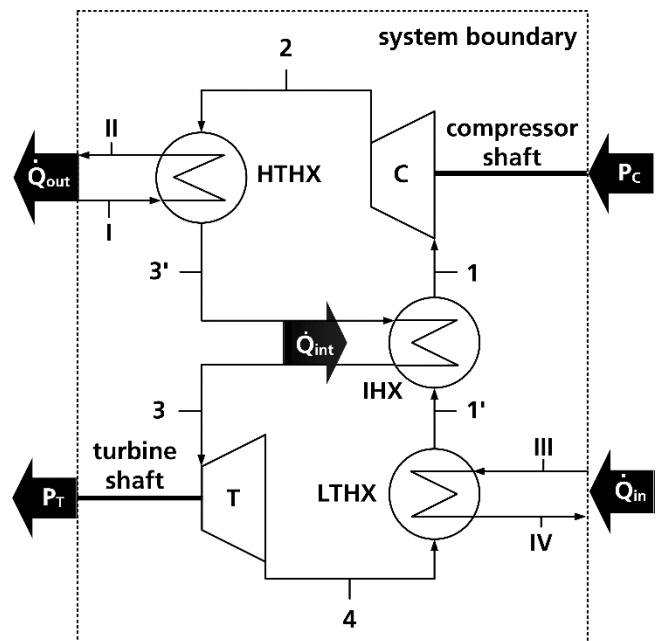 system boundary
2
II
compressor
shaft
Q̇out
HTHX
C
PC
I
3'
1
Q̇int
IHX
3
1'
turbine
shaft
III
PT
T
LTHX
Q̇in
IV
4